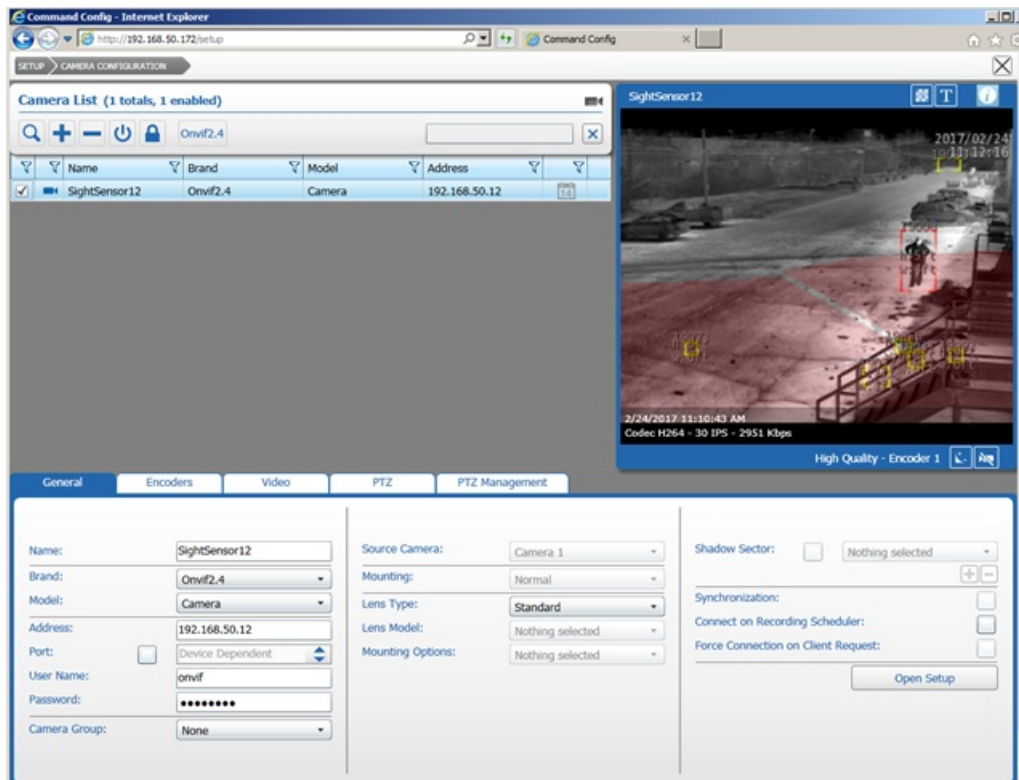 Command Config - Internet Explorer
http://192.168.50.172/setup
Command Config
SETUP
CAMERA CONFIGURATION
Camera List (1 totals, 1 enabled)
Onvif2.4
Name Brand Model Address
SightSensor12 Onvif2.4 Camera 192.168.50.12 14
SightSensor12 T i
2017/02/24
11:12:16
2/24/2017 11:10:43 AM
Codec H264 - 30 IPS - 2951 Kbps
High Quality - Encoder 1
General Encoders Video PTZ PTZ Management
Name: SightSensor12
Brand: Onvif2.4
Model: Camera
Address: 192.168.50.12
Port: Device Dependent
User Name: onvif
Password: ••••••••
Camera Group: None
Source Camera: Camera 1
Mounting: Normal
Lens Type: Standard
Lens Model: Nothing selected
Mounting Options: Nothing selected
Shadow Sector: Nothing selected
Synchronization:
Connect on Recording Scheduler:
Force Connection on Client Request:
Open Setup